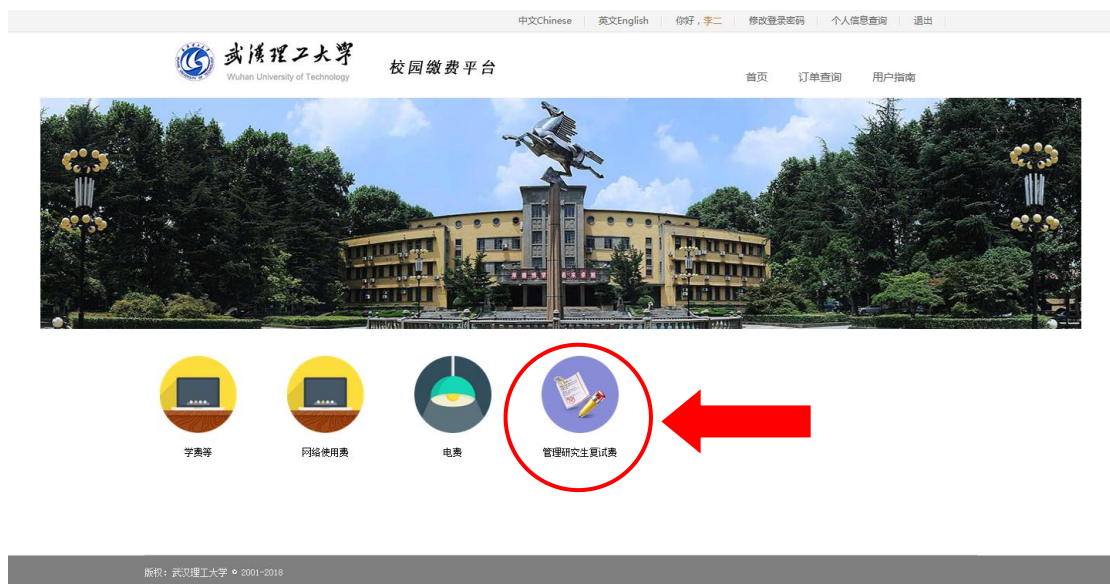 中文Chinese 英文English 你好，李二 修改登录密码 个人信息查询 退出
武汉理工大学
Wuhan University of Technology
校园缴费平台
首页 订单查询 用户指南
学费等 网络使用费 电费 管理研究生复试费
版权：武汉理工大学 © 2001-2016